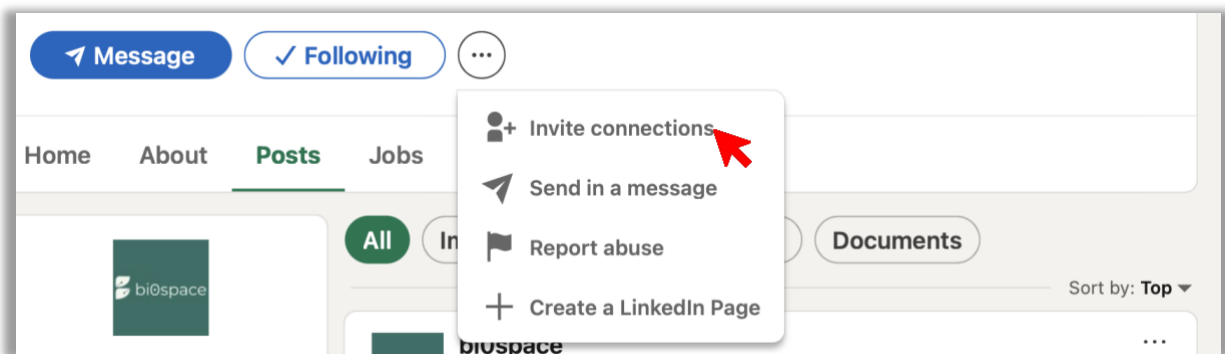 Message
Following
Invite connections
Home
About
Posts
Jobs
Send in a message
All
Report abuse
Documents
bi0space
Sort by: Top
Create a LinkedIn Page
bi0space